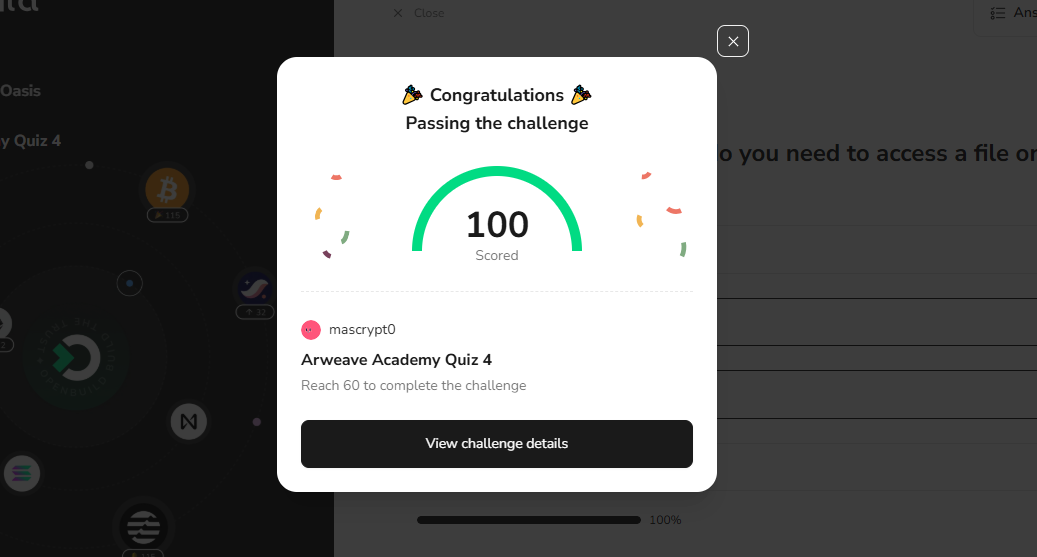 Close
Oasis
y Quiz 4
o you need to access a file or
115
32
Congratulations
Passing the challenge
100
Scored
mascrypt0
Arweave Academy Quiz 4
Reach 60 to complete the challenge
View challenge details
100%